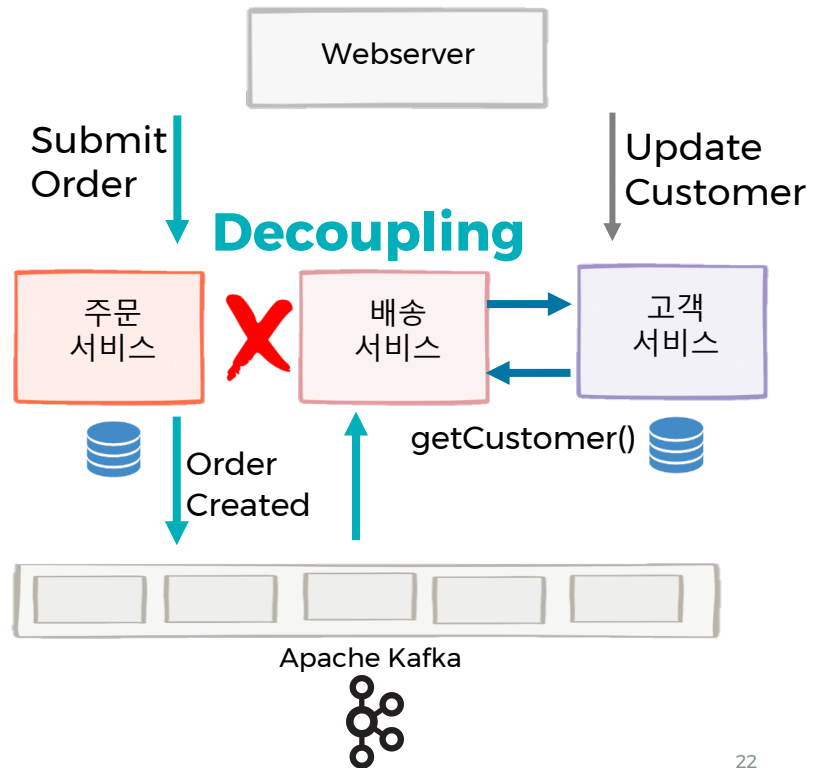 Webserver
Submit
Order
Update
Customer
Decoupling
주문
서비스
배송
서비스
고객
서비스
getCustomer()
Order
Created
Apache Kafka
22